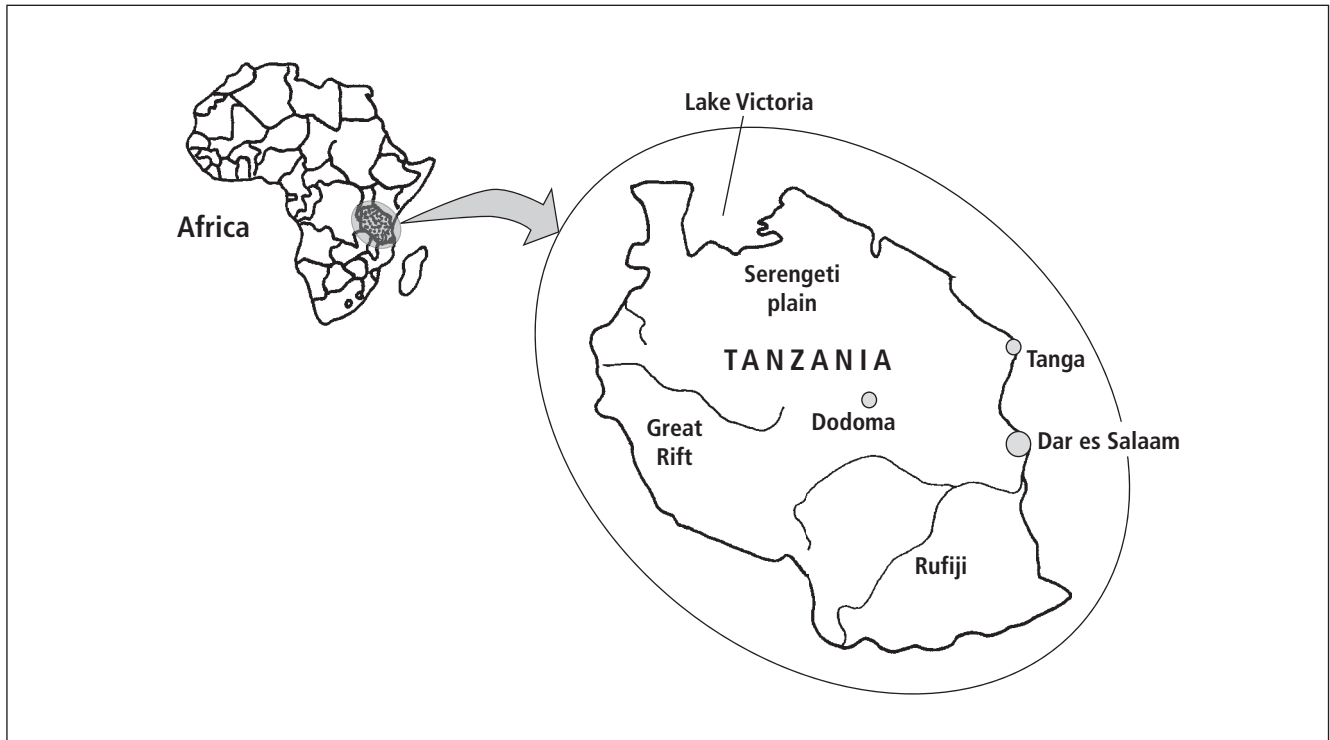 Lake Victoria
Africa
Serengeti
plain
TANZANIA
Tanga
Dodoma
Great
Rift
Dar es Salaam
Rufiji